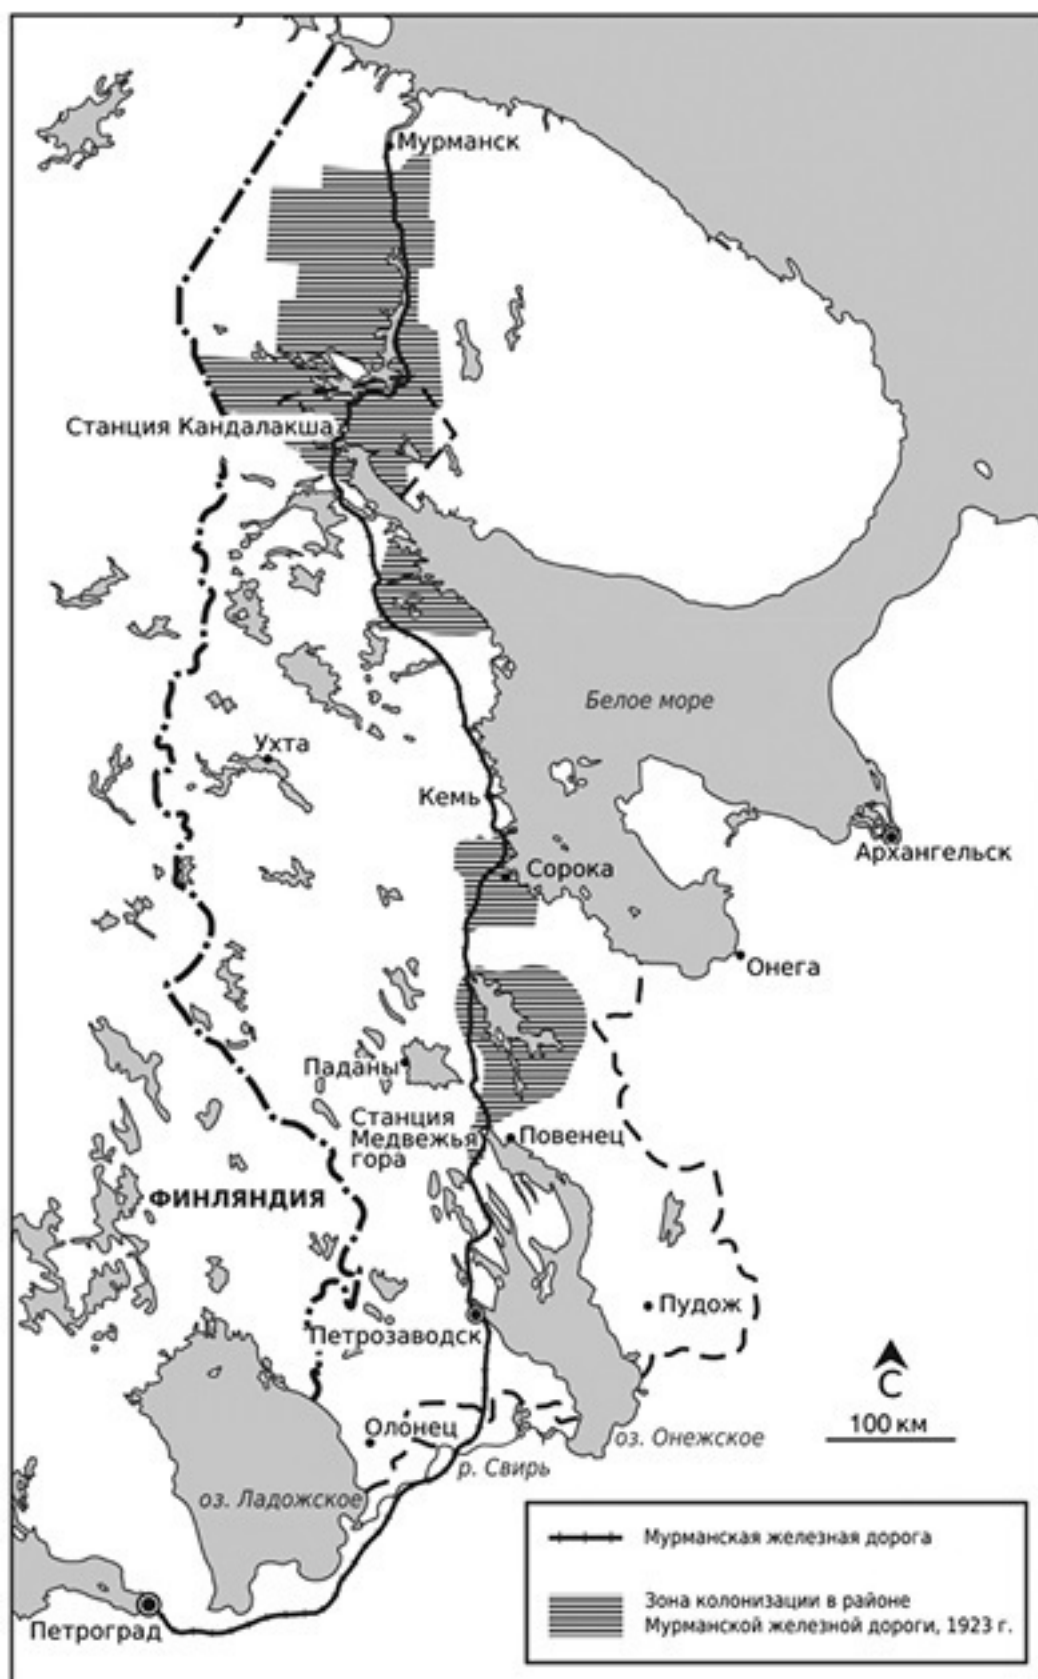 Мурманск
Станция Кандалакша
Белое море
Ухта
Кемь
Архангельск
Сорока
Онега
Паданы
Станция
Медвежья
гора
Повенец
ФИНЛЯНДИЯ
Пудож
Петрозаводск
С
100 км
Олонец
оз. Онежское
р. Свирь
оз. Ладожское
Петроград
Мурманская железная дорога
Зона колонизации в районе
Мурманской железной дороги, 1923 г.